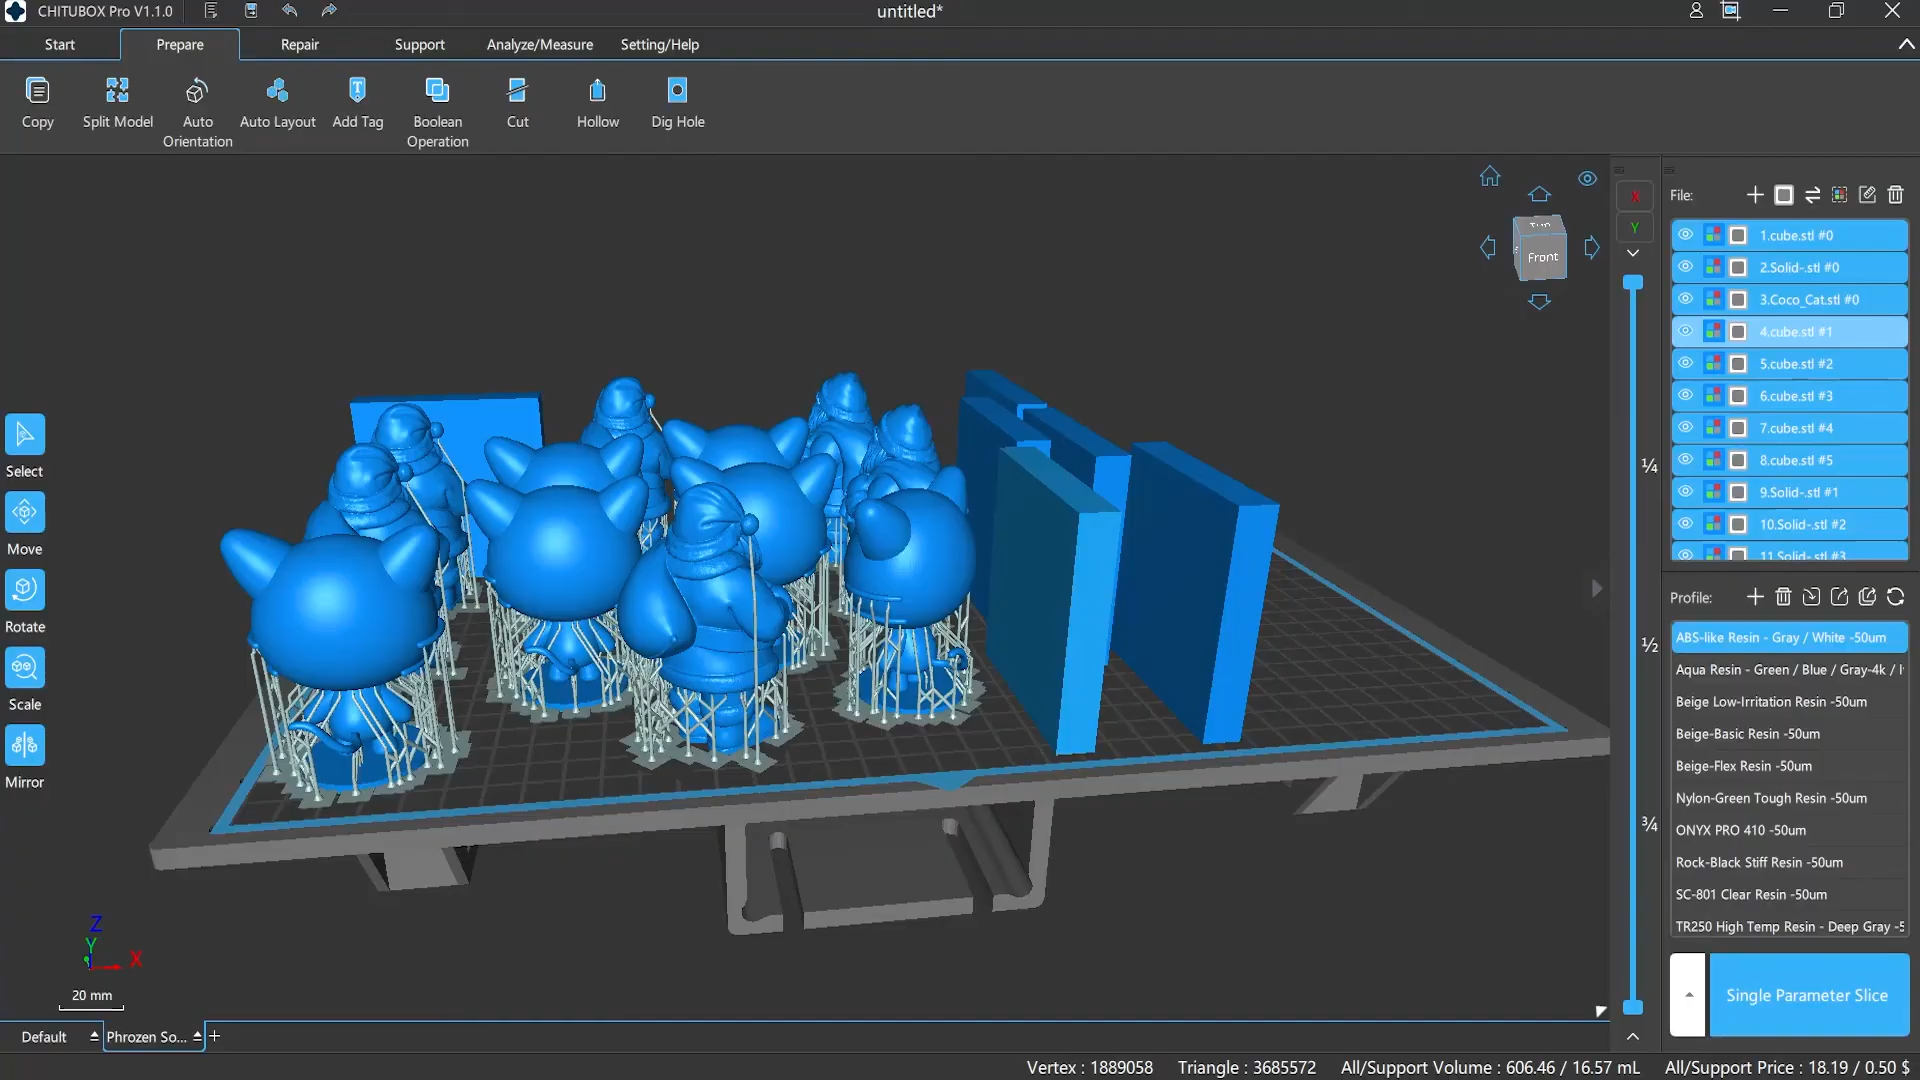 CHITUBOX Pro V1.1.0
untitled*
Start
Prepare
Repair
Support
Analyze/Measure
Setting/Help
Copy
Split Model
Auto Orientation
Auto Layout
Add Tag
Boolean Operation
Cut
Hollow
Dig Hole
Top
Front
X
Y
File:
1.cube.stl #0
2.Solid-.stl #0
3.Coco_Cat.stl #0
4.cube.stl #1
5.cube.stl #2
6.cube.stl #3
7.cube.stl #4
8.cube.stl #5
9.Solid-.stl #1
10.Solid-.stl #2
11.Solid-.stl #3
Select
Move
Rotate
Scale
Mirror
¼
½
¾
Profile:
ABS-like Resin - Gray / White -50um
Aqua Resin - Green / Blue / Gray-4k /
Beige Low-Irritation Resin -50um
Beige-Basic Resin -50um
Beige-Flex Resin -50um
Nylon-Green Tough Resin -50um
ONYX PRO 410 -50um
Rock-Black Stiff Resin -50um
SC-801 Clear Resin -50um
TR250 High Temp Resin - Deep Gray -5
Single Parameter Slice
Z
Y
X
20 mm
Default
Phrozen So...
Vertex : 1889058
Triangle : 3685572
All/Support Volume : 606.46 / 16.57 mL
All/Support Price : 18.19 / 0.50 $